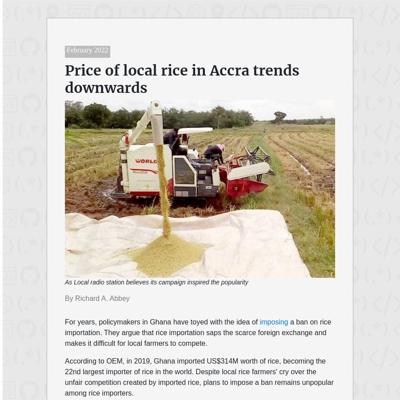 February 2022
Price of local rice in Accra trends
downwards
WORLD
As Local radio station believes its campaign inspired the popularity
By Richard A. Abbey
For years, policymakers in Ghana have toyed with the idea of imposing a ban on rice
importation. They argue that rice importation saps the scarce foreign exchange and
makes it difficult for local farmers to compete.
According to OEM, in 2019, Ghana imported US$314M worth of rice, becoming the
22nd largest importer of rice in the world. Despite local rice farmers' cry over the
unfair competition created by imported rice, plans to impose a ban remains unpopular
among rice importers.